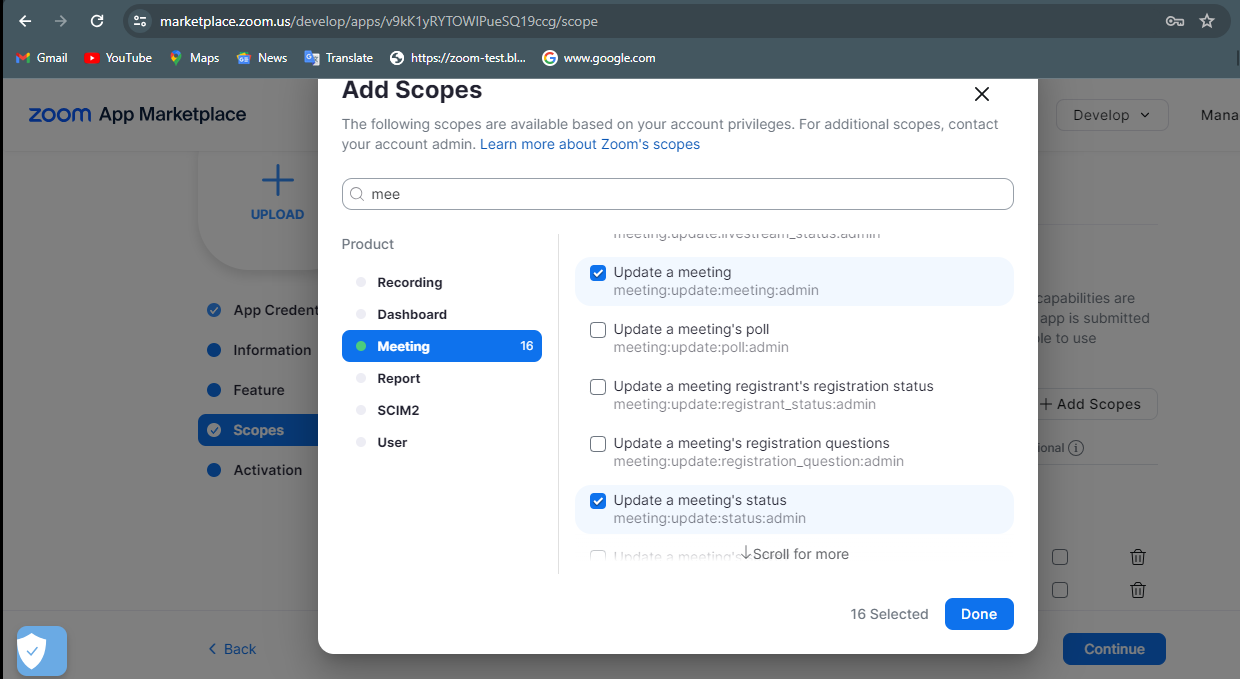 marketplace.zoom.us/develop/apps/v9kK1yRYTOWIPueSQ19ccg/scope
Gmail YouTube Maps News Translate https://zoom-test.bl... www.google.com
zoom App Marketplace
Develop
Mana
UPLOAD
App Credent
Information
Feature
Scopes
Activation
Add Scopes
The following scopes are available based on your account privileges. For additional scopes, contact
your account admin. Learn more about Zoom's scopes
mee
Product
Recording
Dashboard
Meeting 16
Report
SCIM2
User
meeting:update:livestream_status:admin
Update a meeting
meeting:update:meeting:admin
Update a meeting's poll
meeting:update:poll:admin
Update a meeting registrant's registration status
meeting:update:registrant_status:admin
Update a meeting's registration questions
meeting:update:registration_question:admin
Update a meeting's status
meeting:update:status:admin
Update a meeting's
Scroll for more
16 Selected Done
capabilities are
app is submitted
le to use
+ Add Scopes
ional
Back
Continue